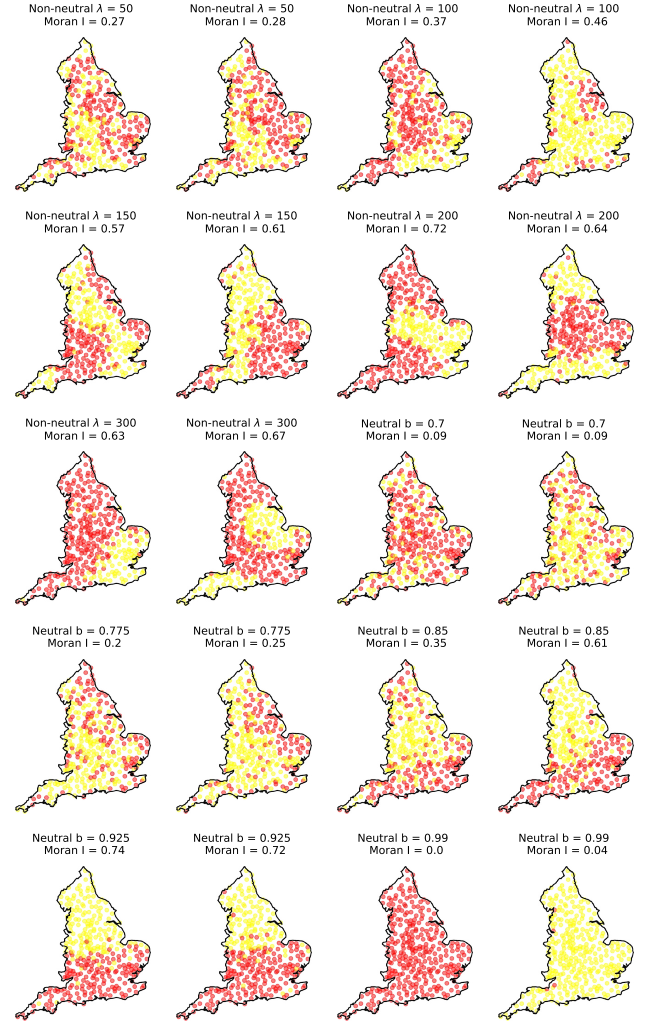 Non-neutral λ = 50
Moran I = 0.27
Non-neutral λ = 50
Moran I = 0.28
Non-neutral λ = 100
Moran I = 0.37
Non-neutral λ = 100
Moran I = 0.46
Non-neutral λ = 150
Moran I = 0.57
Non-neutral λ = 150
Moran I = 0.61
Non-neutral λ = 200
Moran I = 0.72
Non-neutral λ = 200
Moran I = 0.64
Non-neutral λ = 300
Moran I = 0.63
Non-neutral λ = 300
Moran I = 0.67
Neutral b = 0.7
Moran I = 0.09
Neutral b = 0.7
Moran I = 0.09
Neutral b = 0.775
Moran I = 0.2
Neutral b = 0.775
Moran I = 0.25
Neutral b = 0.85
Moran I = 0.35
Neutral b = 0.85
Moran I = 0.61
Neutral b = 0.925
Moran I = 0.74
Neutral b = 0.925
Moran I = 0.72
Neutral b = 0.99
Moran I = 0.0
Neutral b = 0.99
Moran I = 0.04